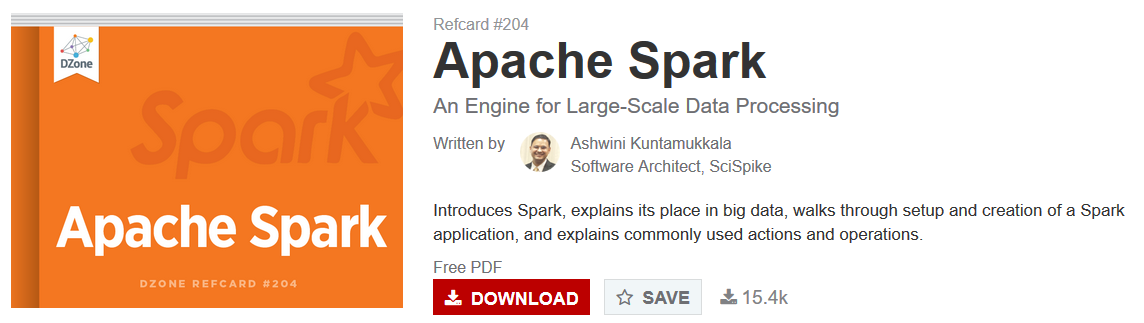 DZone
Spark
Apache Spark
DZONE REFCARD #204
Refcard #204
Apache Spark
An Engine for Large-Scale Data Processing
Written by
Ashwini Kuntamukkala
Software Architect, SciSpike
Introduces Spark, explains its place in big data, walks through setup and creation of a Spark
application, and explains commonly used actions and operations.
Free PDF
DOWNLOAD
SAVE
15.4k